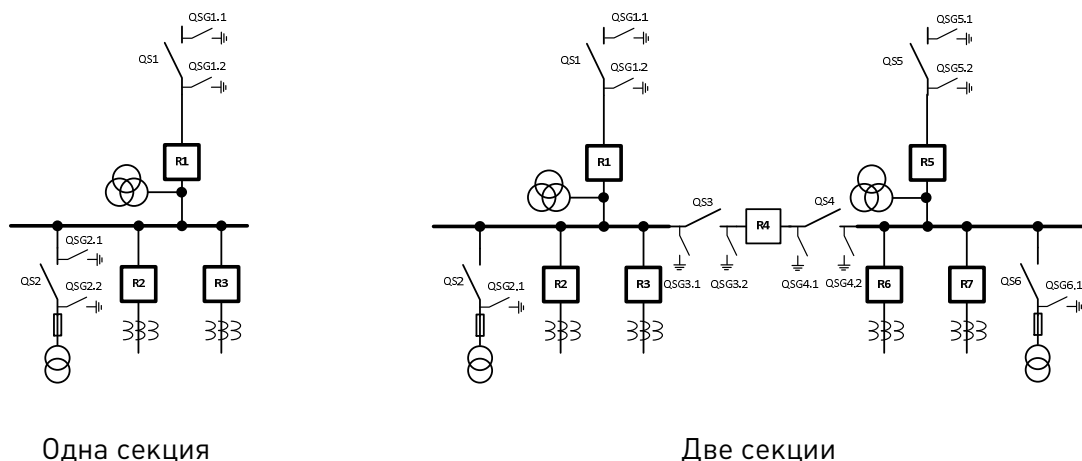 QSG1.1
QS1
QSG1.2
R1
QSG2.1
QS2
QSG2.2
R2
R3
Одна секция
QSG1.1
QS1
QSG1.2
R1
QSG5.1
QS5
QSG5.2
R5
QS3
R4
QS4
QS2
QSG2.1
R2
R3
QSG3.1
QSG3.2
QSG4.1
QSG4.2
R6
R7
QS6
QSG6.1
Две секции